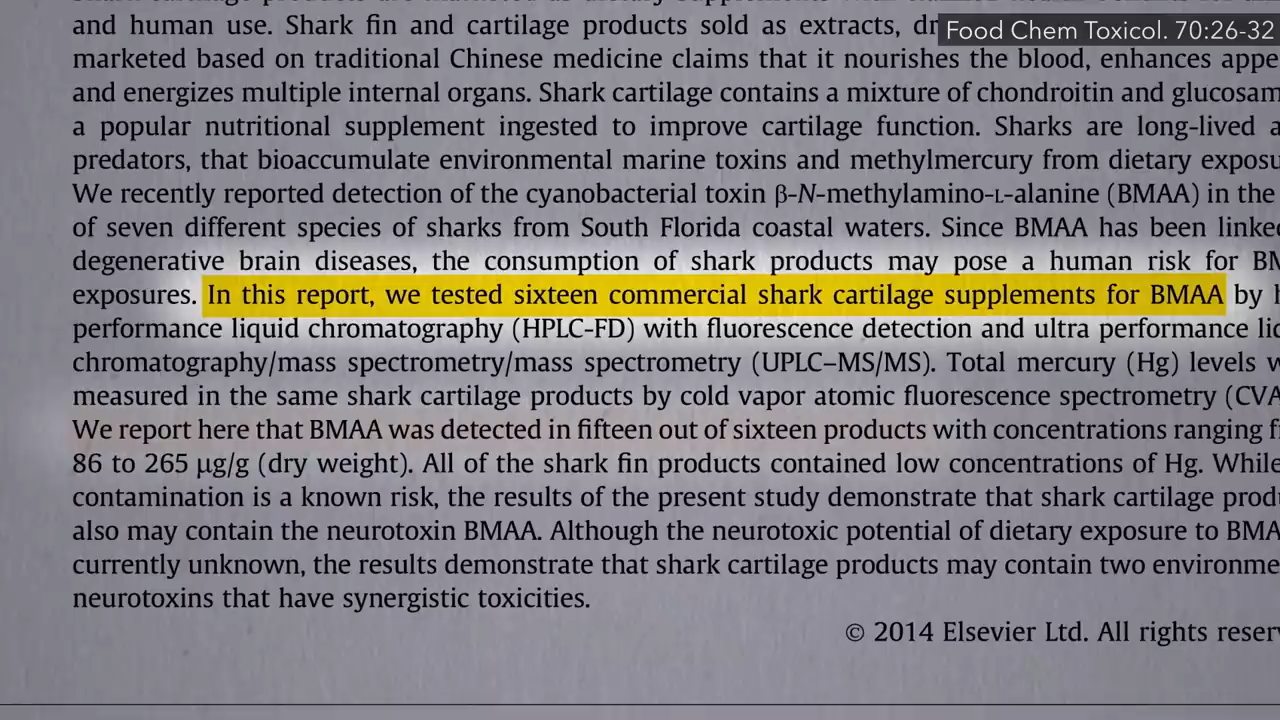 and human use. Shark fin and cartilage products sold as extracts,
Food Chem Toxicol. 70:26-32
marketed based on traditional Chinese medicine claims that it nourishes the blood, enhances appe
and energizes multiple internal organs. Shark cartilage contains a mixture of chondroitin and glucosam
a popular nutritional supplement ingested to improve cartilage function. Sharks are long-lived a
predators, that bioaccumulate environmental marine toxins and methylmercury from dietary exposu
We recently reported detection of the cyanobacterial toxin β-N-methylamino-L-alanine (BMAA) in the
of seven different species of sharks from South Florida coastal waters. Since BMAA has been linke
degenerative brain diseases, the consumption of shark products may pose a human risk for BM
exposures. In this report, we tested sixteen commercial shark cartilage supplements for BMAA by h
performance liquid chromatography (HPLC-FD) with fluorescence detection and ultra performance liq
chromatography/mass spectrometry/mass spectrometry (UPLC–MS/MS). Total mercury (Hg) levels w
measured in the same shark cartilage products by cold vapor atomic fluorescence spectrometry (CVA
We report here that BMAA was detected in fifteen out of sixteen products with concentrations ranging f
86 to 265 μg/g (dry weight). All of the shark fin products contained low concentrations of Hg. While
contamination is a known risk, the results of the present study demonstrate that shark cartilage prod
also may contain the neurotoxin BMAA. Although the neurotoxic potential of dietary exposure to BMA
currently unknown, the results demonstrate that shark cartilage products may contain two environme
neurotoxins that have synergistic toxicities.
© 2014 Elsevier Ltd. All rights reserv